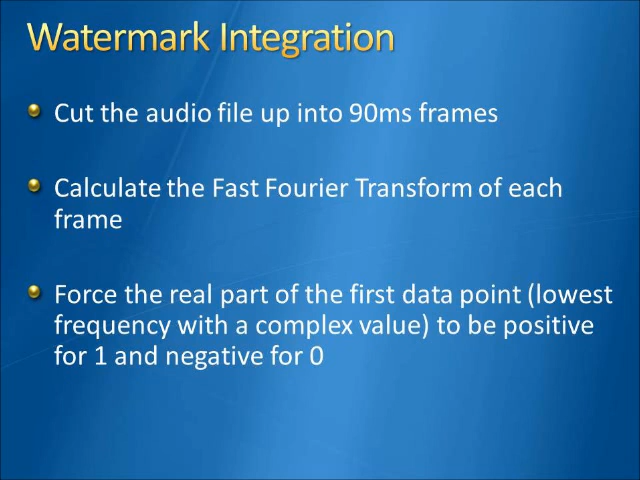 Watermark Integration
Cut the audio file up into 90ms frames
Calculate the Fast Fourier Transform of each
frame
Force the real part of the first data point (lowest
frequency with a complex value) to be positive
for 1 and negative for 0